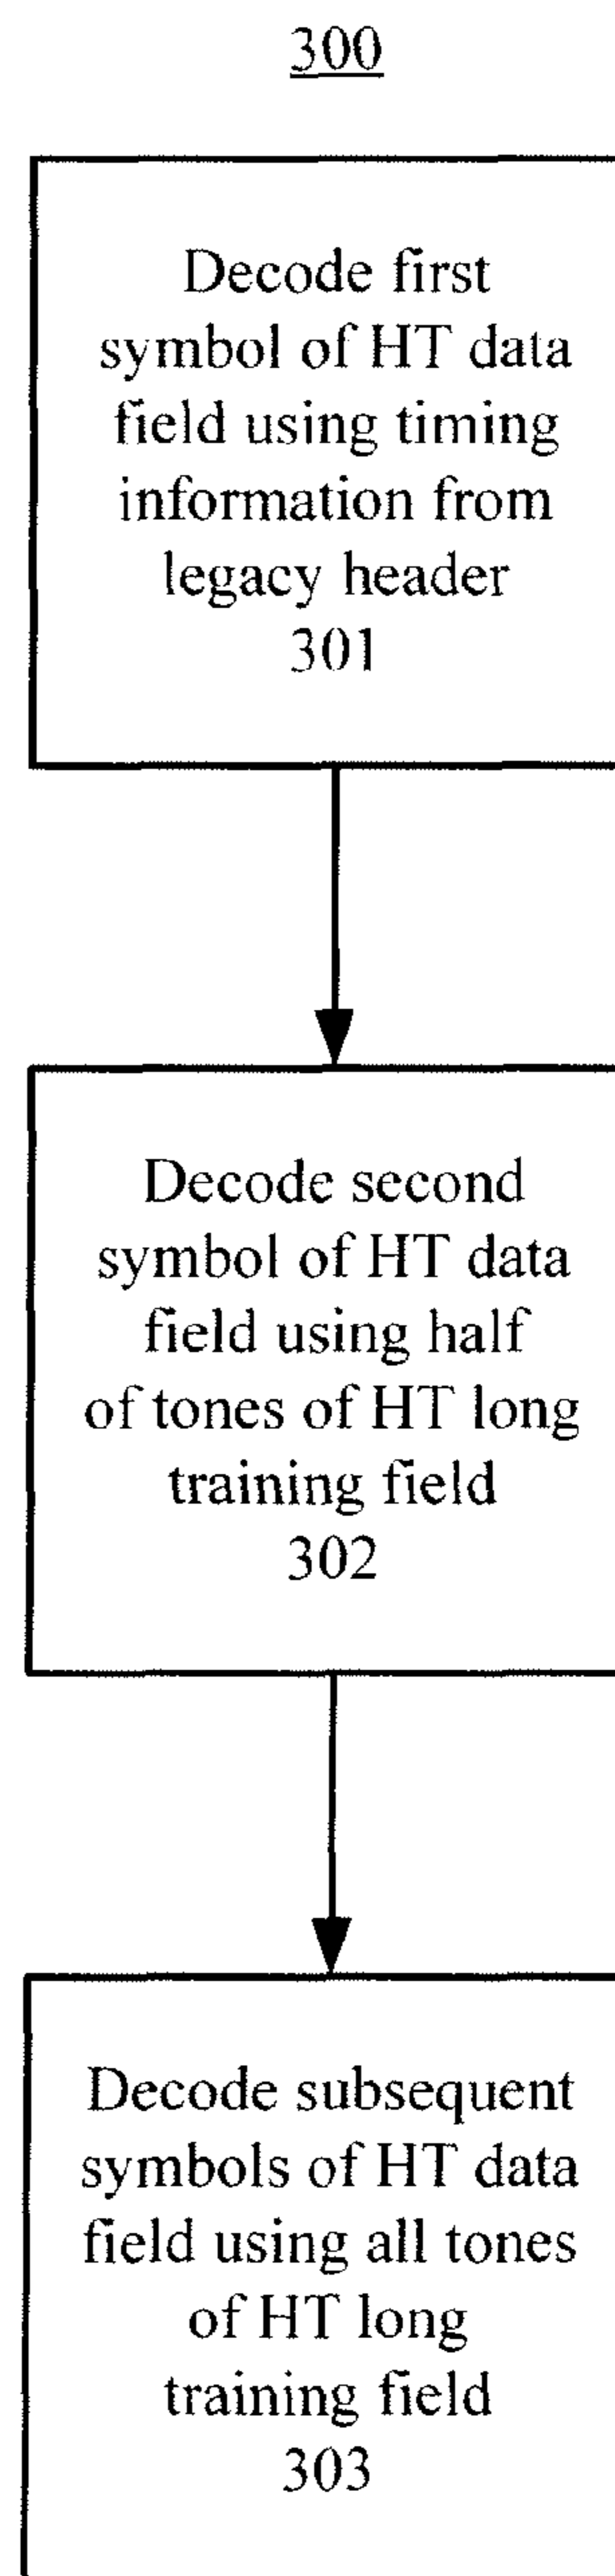 300
Decode first
symbol of HT data
field using timing
information from
legacy header
301
Decode second
symbol of HT data
field using half
of tones of HT long
training field
302
Decode subsequent
symbols of HT data
field using all tones
of HT long
training field
303